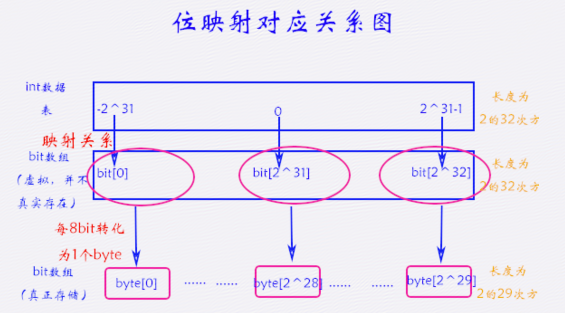 位映射对应关系图
int数据
表
-2^31
0
2^31-1
长度为
2的32次方
映射关系
bit数组
(虚拟，并不
真实存在)
bit[0]
bit[2^31]
bit[2^32]
长度为
2的32次方
每8bit转化
为1个byte
bit数组
(真正存储)
byte[0]
...... ......
byte[2^28]
...... ......
byte[2^29]
长度为
2的29次方